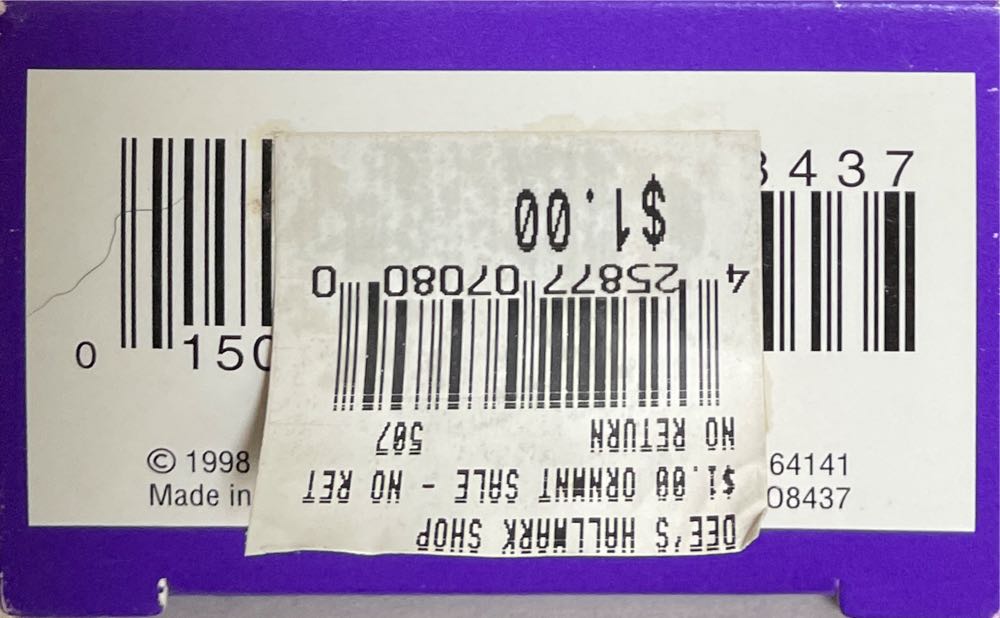 DEE'S HALLMARK SHOP
$1.00 ORNMNT SALE - NO RET
NO RETURN 507
4 25877 07080 0
$1.00
8437
0 150
© 1998
64141
Made in
08437